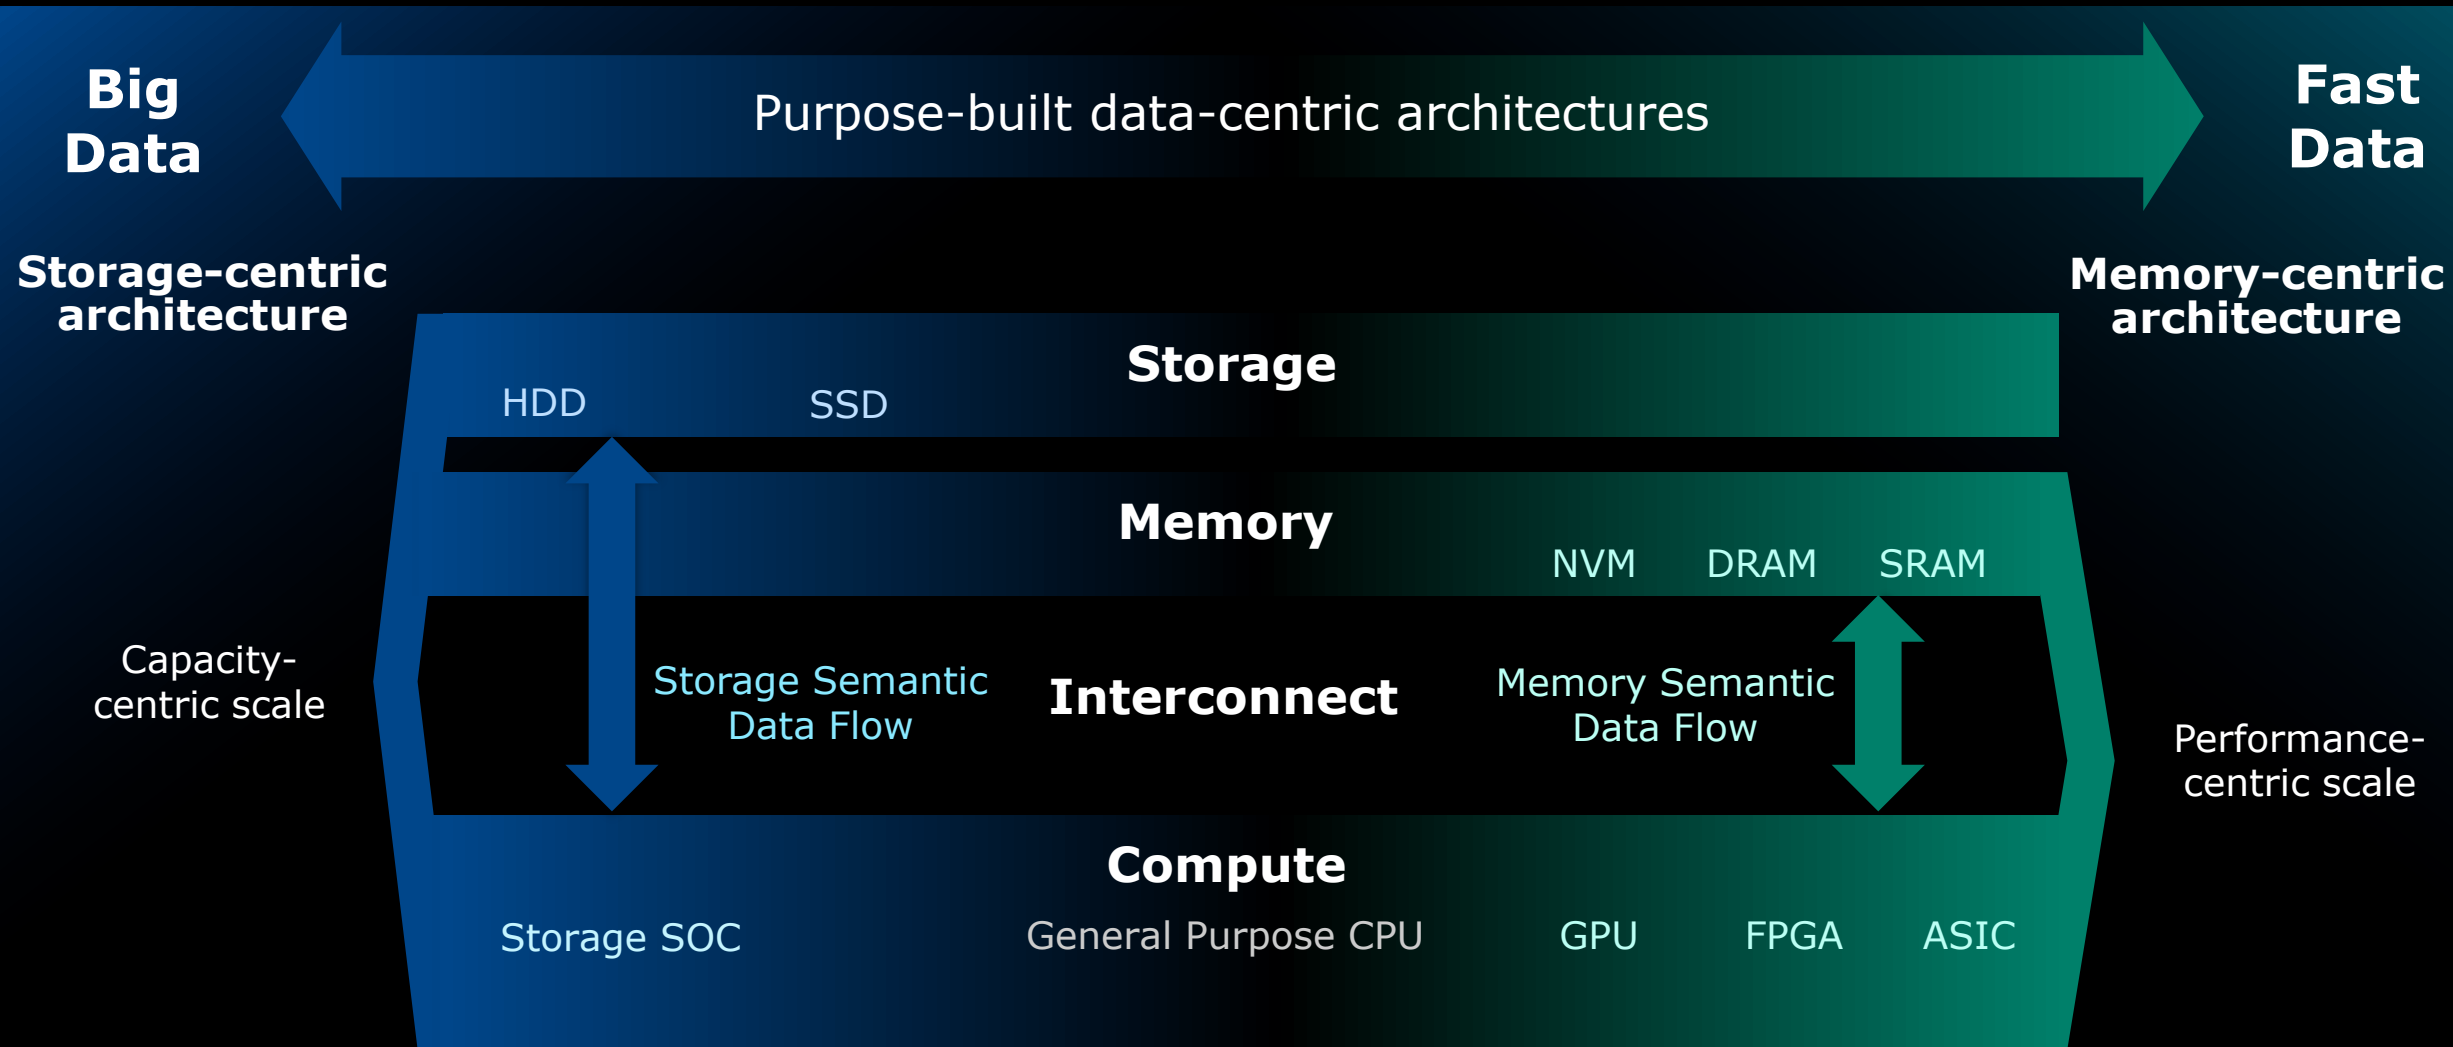 Big
Data
Purpose-built data-centric architectures
Fast
Data
Storage-centric
architecture
Memory-centric
architecture
Storage
HDD
SSD
Memory
NVM
DRAM
SRAM
Capacity-
centric scale
Storage Semantic
Data Flow
Interconnect
Memory Semantic
Data Flow
Performance-
centric scale
Compute
Storage SOC
General Purpose CPU
GPU
FPGA
ASIC